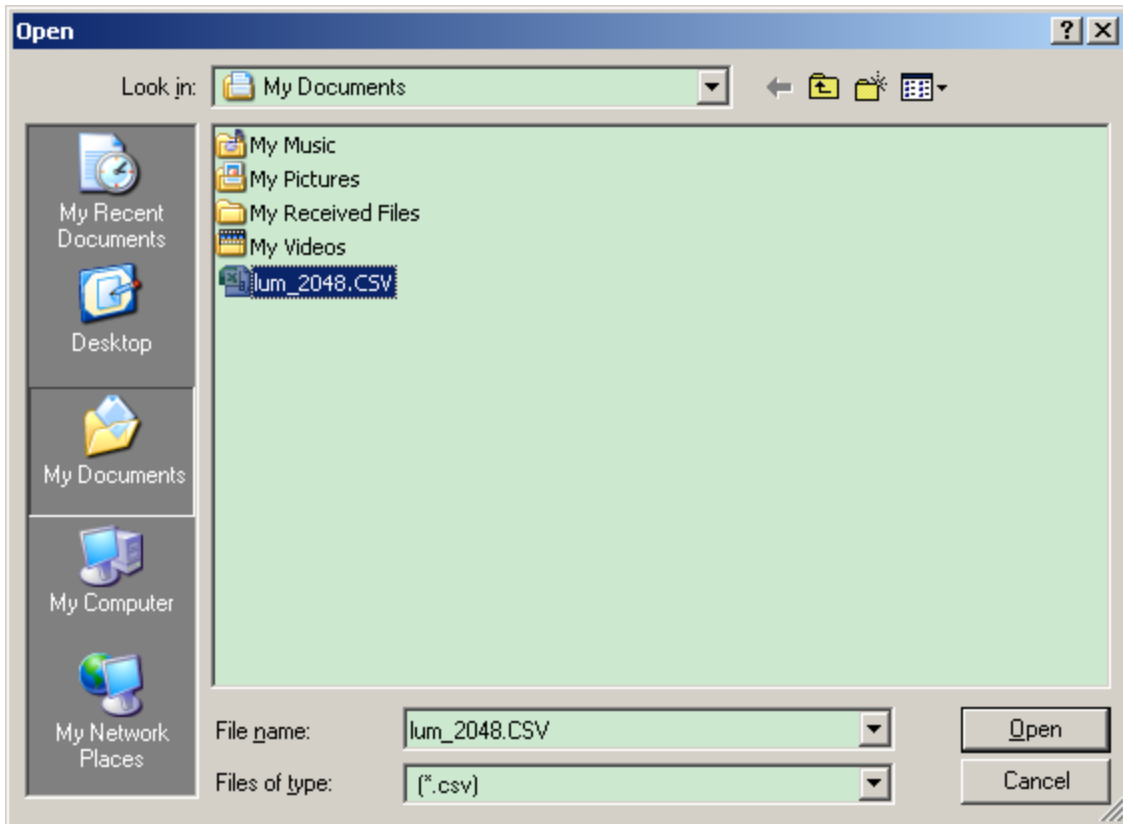 Open
Look in: My Documents
My Recent
Documents
Desktop
My Documents
My Computer
My Network
Places
My Music
My Pictures
My Received Files
My Videos
lum_2048.CSV
File name: lum_2048.CSV
Open
Files of type: (*.csv)
Cancel